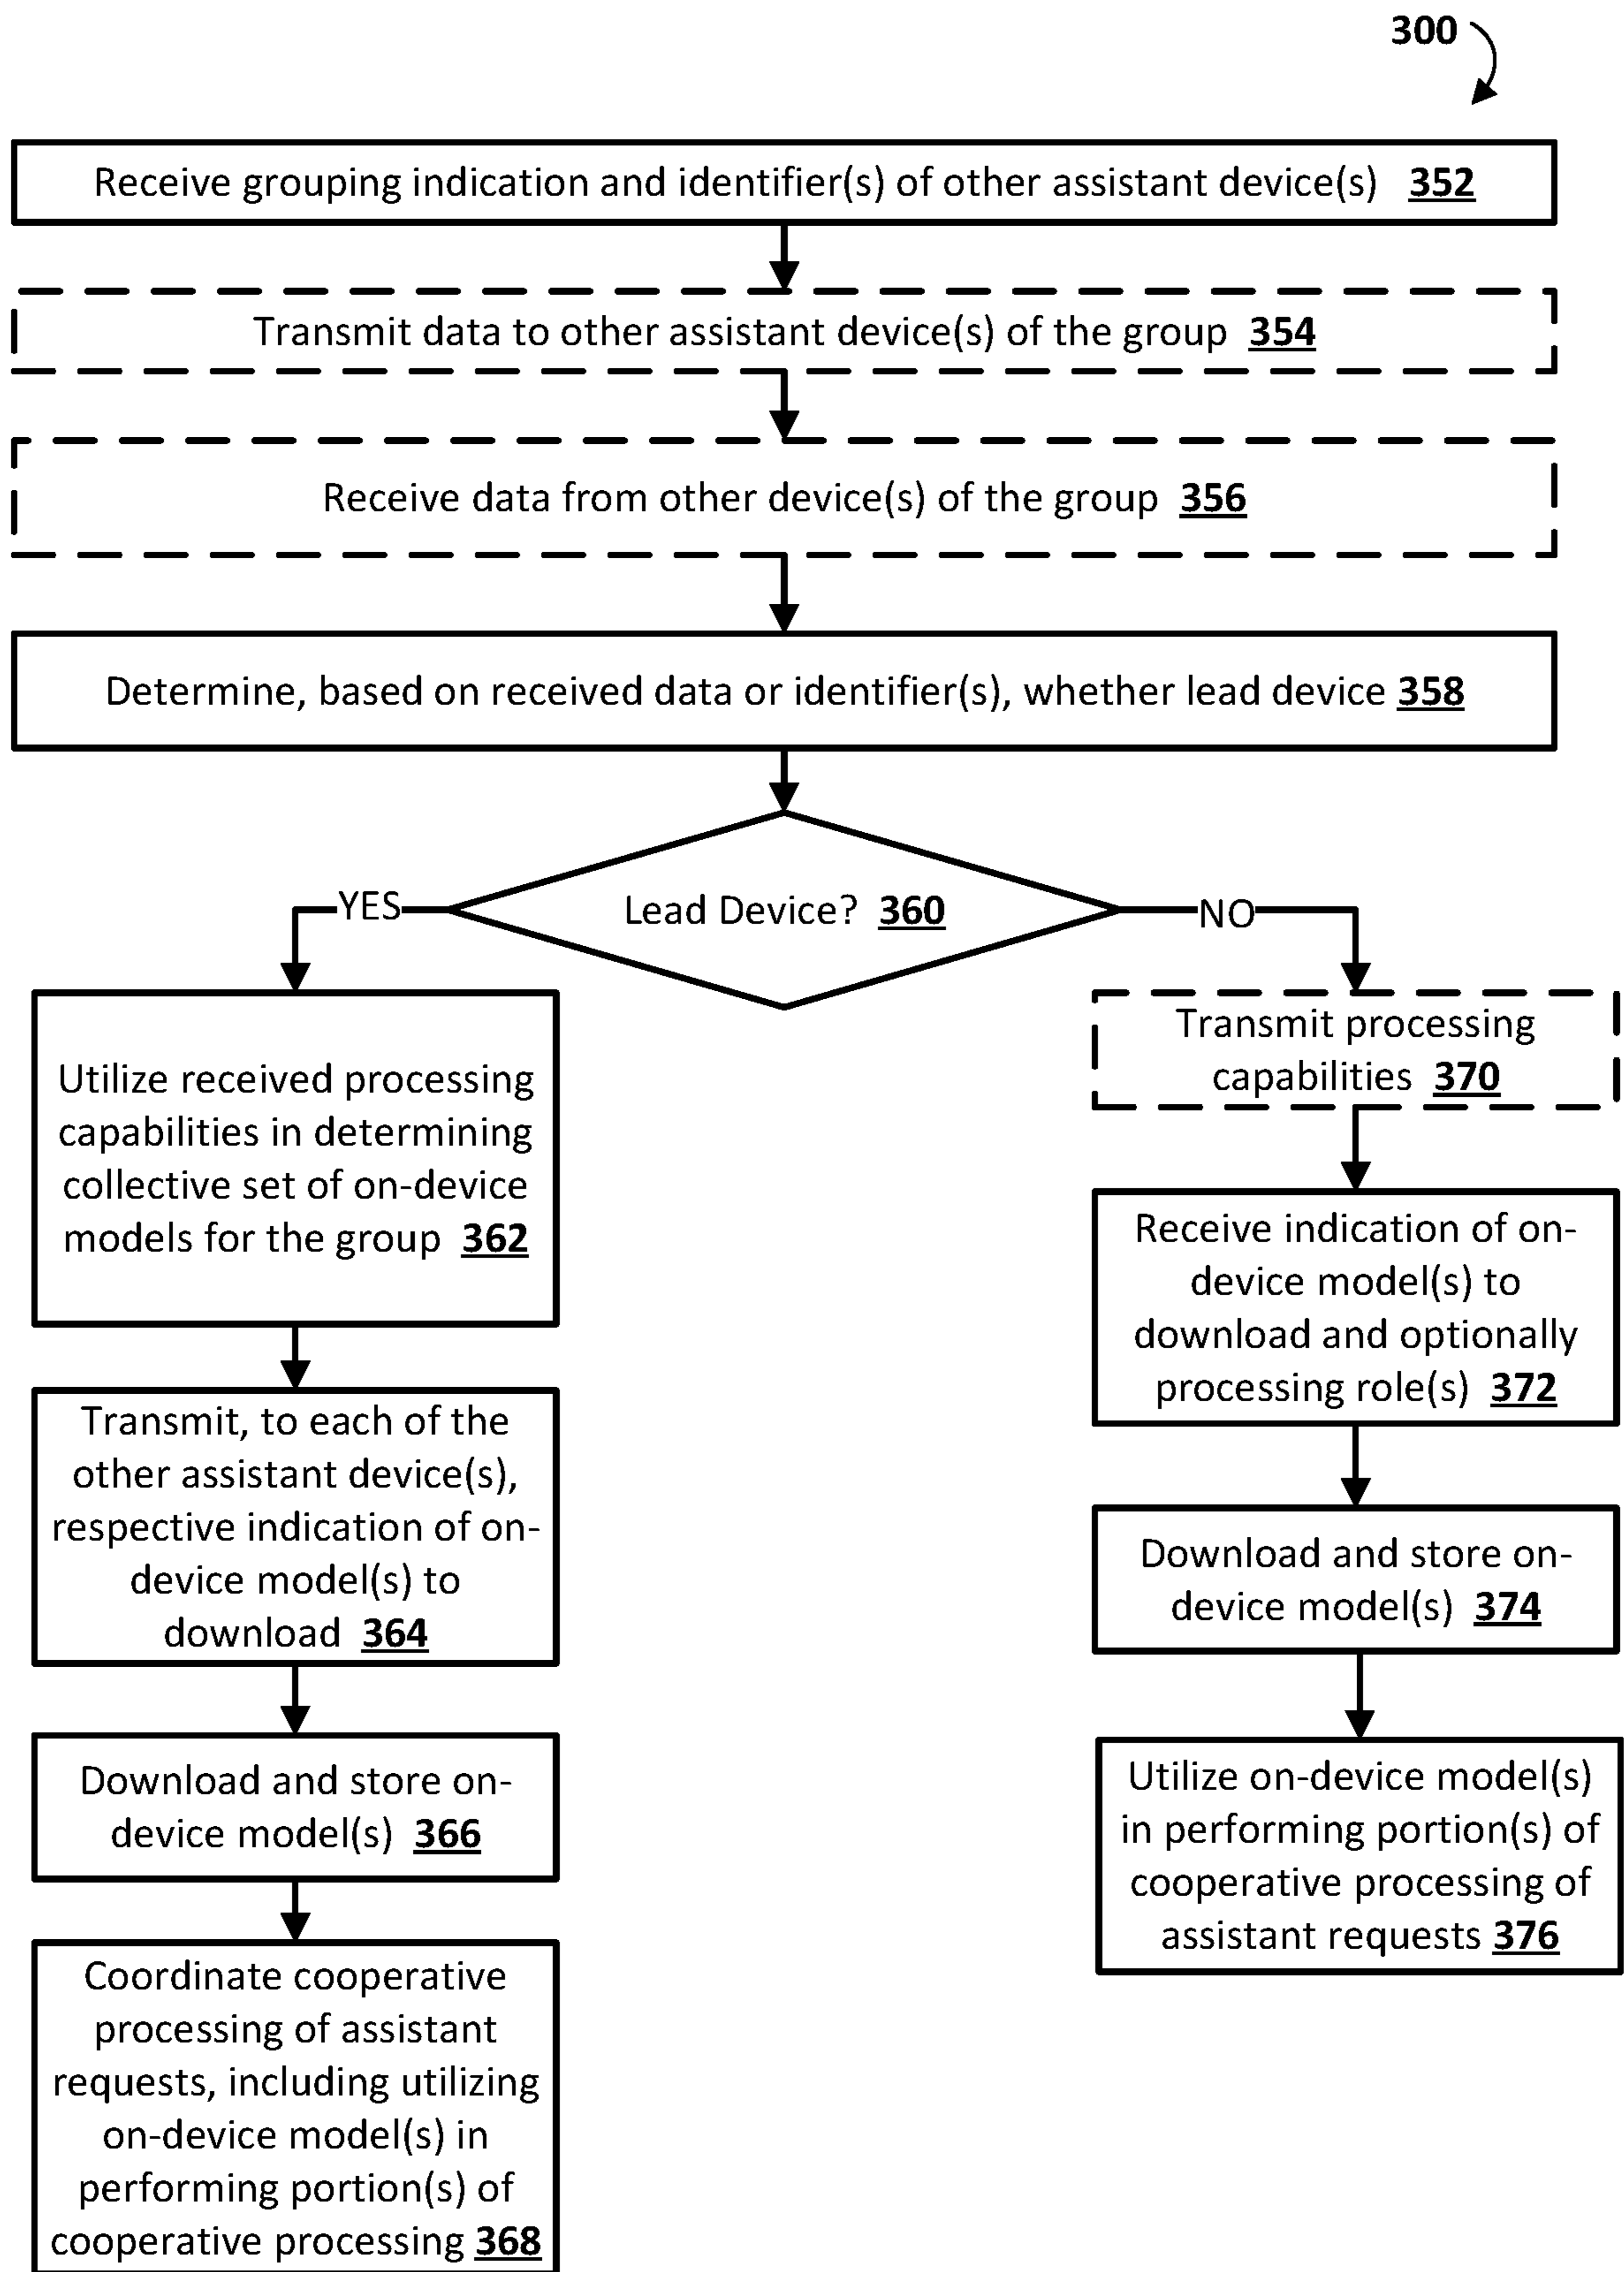 300
Receive grouping indication and identifier(s) of other assistant device(s) 352
Transmit data to other assistant device(s) of the group 354
Receive data from other device(s) of the group 356
Determine, based on received data or identifier(s), whether lead device 358
Lead Device? 360
YES
NO
Utilize received processing
capabilities in determining
collective set of on-device
models for the group 362
Transmit, to each of the
other assistant device(s),
respective indication of on-
device model(s) to
download 364
Download and store on-
device model(s) 366
Coordinate cooperative
processing of assistant
requests, including utilizing
on-device model(s) in
performing portion(s) of
cooperative processing 368
Transmit processing
capabilities 370
Receive indication of on-
device model(s) to
download and optionally
processing role(s) 372
Download and store on-
device model(s) 374
Utilize on-device model(s)
in performing portion(s) of
cooperative processing of
assistant requests 376